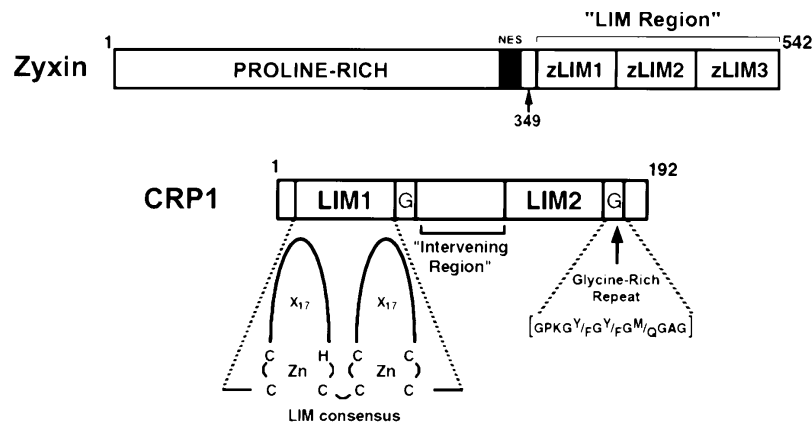 "LIM Region"
1
NES
542
Zyxin
PROLINE-RICH
zLIM1
zLIM2
zLIM3
349
1
192
CRP1
LIM1
G
LIM2
G
"Intervening
Region"
Glycine-Rich
Repeat
X17
X17
[GPKGY/FGY/FGM/QGAG]
C H C C
Zn Zn
C C C C
LIM consensus